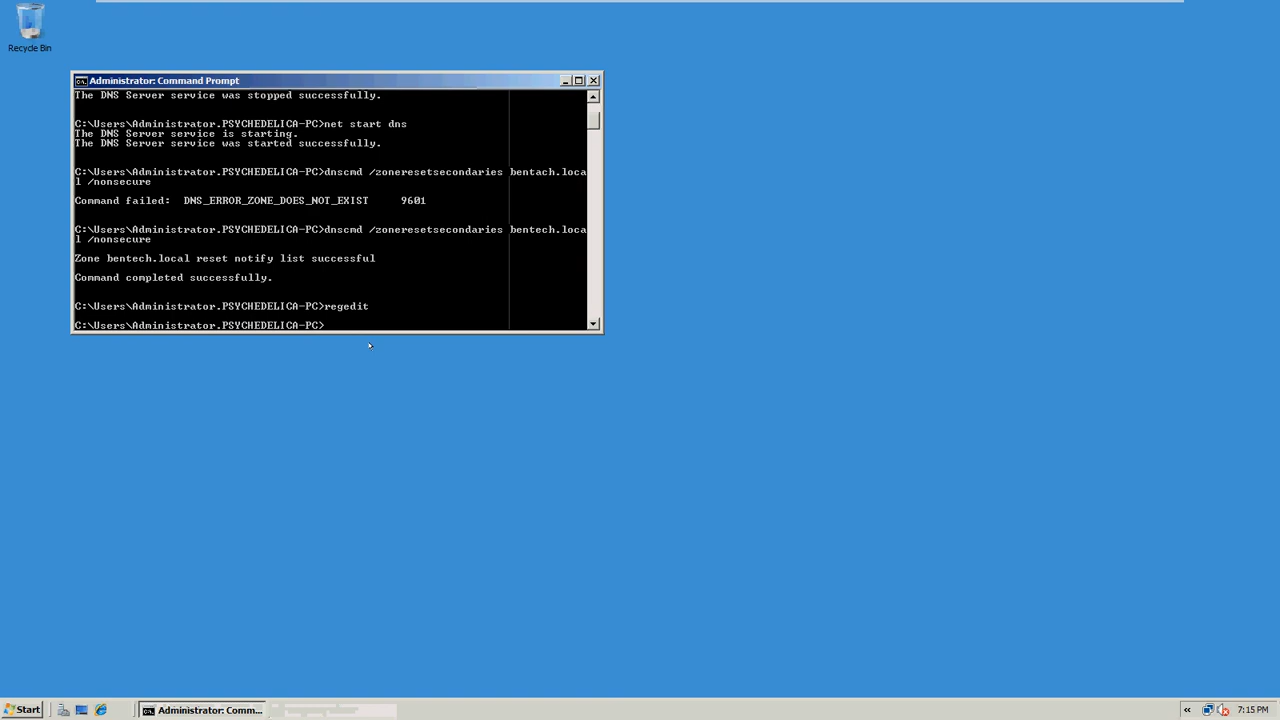 Recycle Bin
Administrator: Command Prompt
The DNS Server service was stopped successfully.
C:\Users\Administrator.PSYCHEDELICA-PC>net start dns
The DNS Server service is starting.
The DNS Server service was started successfully.
C:\Users\Administrator.PSYCHEDELICA-PC>dnscmd /zoneresetsecondaries bentach.loca
l /nonsecure
Command failed:  DNS_ERROR_ZONE_DOES_NOT_EXIST     9601
C:\Users\Administrator.PSYCHEDELICA-PC>dnscmd /zoneresetsecondaries bentech.loca
l /nonsecure
Zone bentech.local reset notify list successful
Command completed successfully.
C:\Users\Administrator.PSYCHEDELICA-PC>regedit
C:\Users\Administrator.PSYCHEDELICA-PC>
Start
Administrator: Comm...
«
7:15 PM